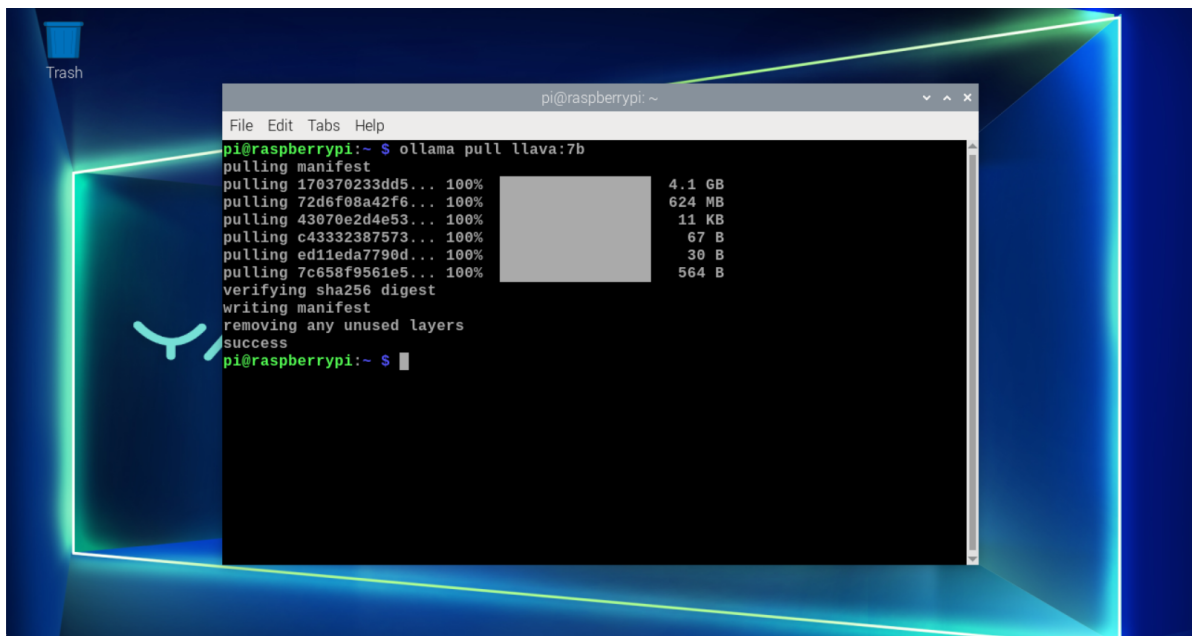 Trash
pi@raspberrypi: ~
File Edit Tabs Help
pi@raspberrypi:~ $ ollama pull llava:7b
pulling manifest
pulling 170370233dd5... 100% 4.1 GB
pulling 72d6f08a42f6... 100% 624 MB
pulling 43070e2d4e53... 100% 11 KB
pulling c43332387573... 100% 67 B
pulling ed11eda7790d... 100% 30 B
pulling 7c658f9561e5... 100% 564 B
verifying sha256 digest
writing manifest
removing any unused layers
success
pi@raspberrypi:~ $